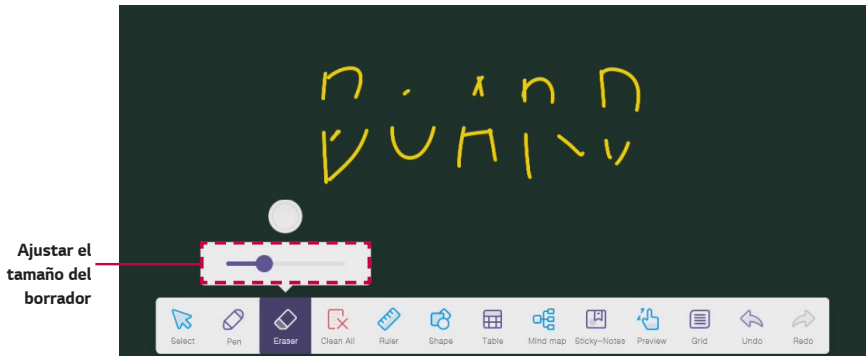 Ajustar el
tamaño del
borrador
Select Pen Eraser Clean All Ruler Shape Table Mind map Sticky-Notes Preview Grid Undo Redo